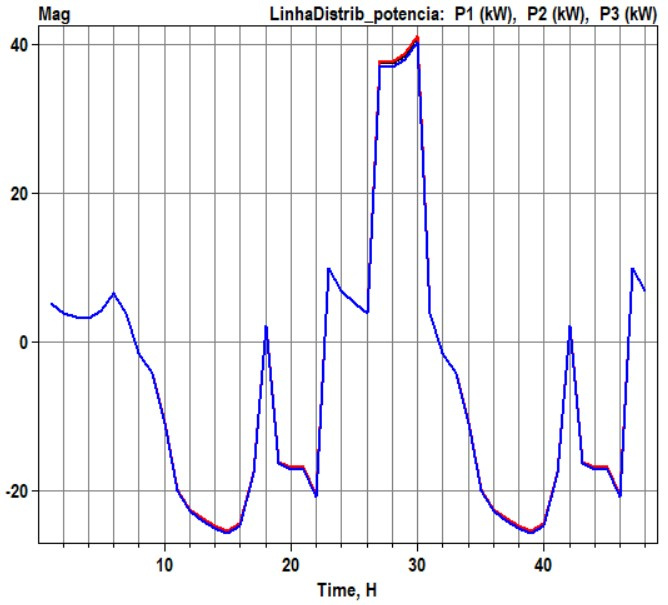 Mag LinhaDistrib_potencia: P1 (kW), P2 (kW), P3 (kW)
40
20
0
-20
10 20 30 40
Time, H